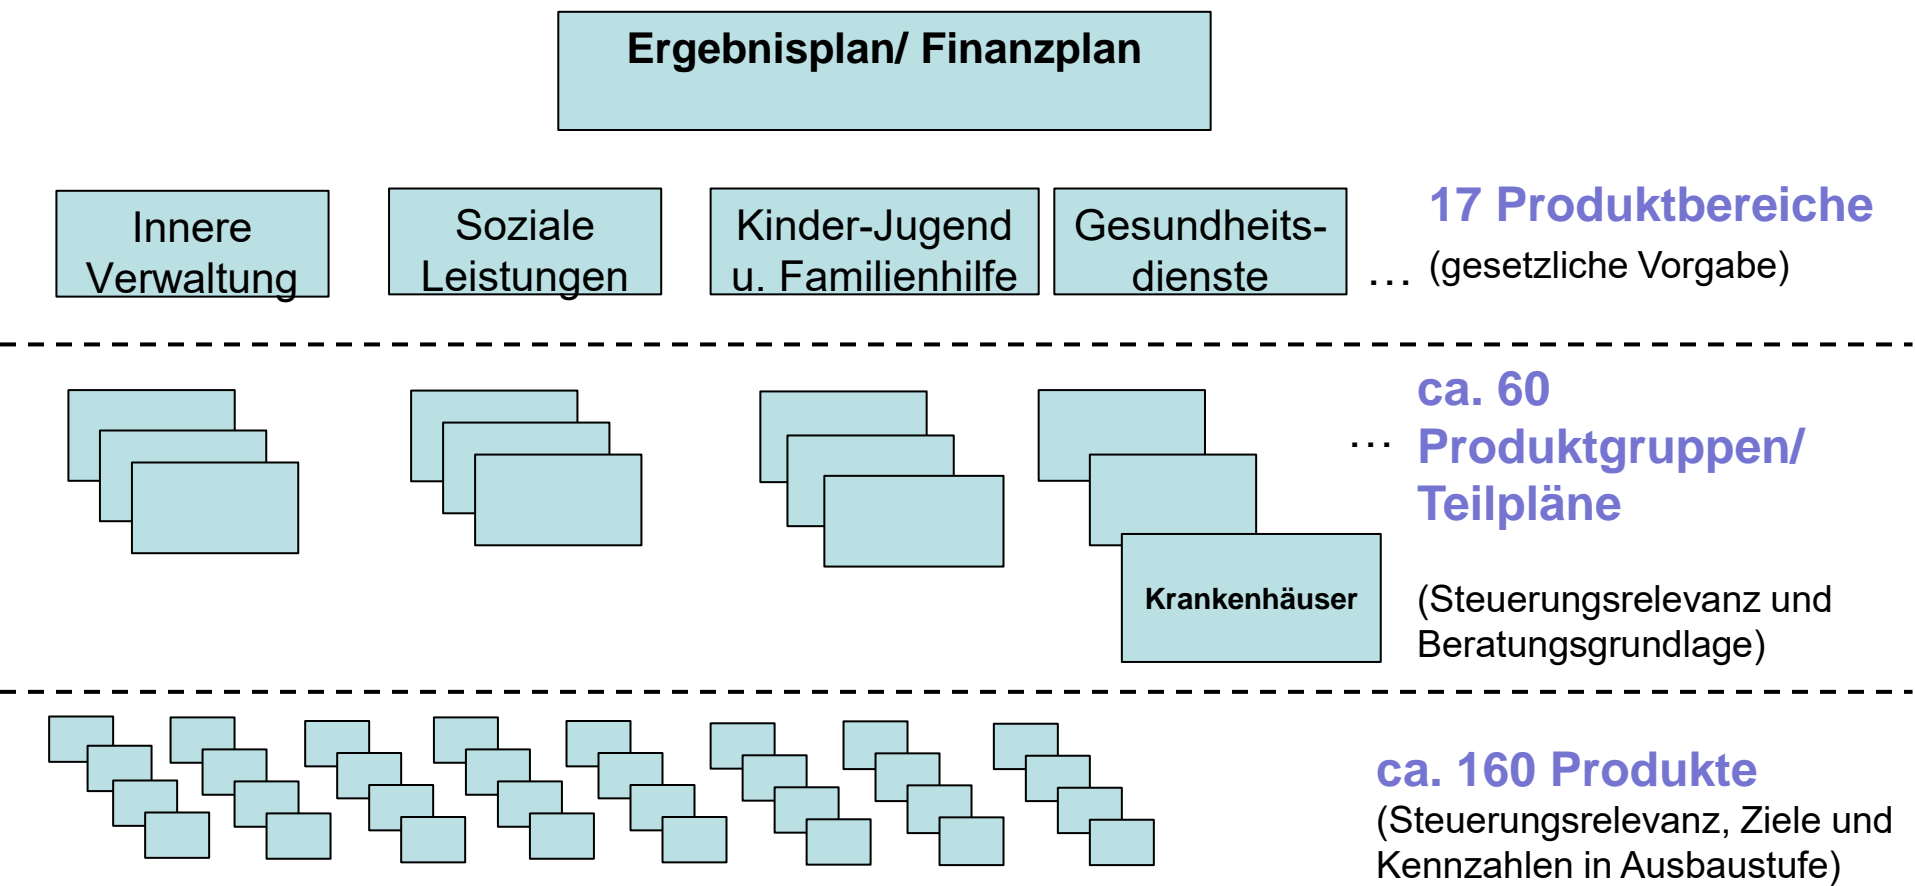 Ergebnisplan/ Finanzplan
Innere
Verwaltung
Soziale
Leistungen
Kinder-Jugend
u. Familienhilfe
Gesundheits-
dienste
...
17 Produktbereiche
(gesetzliche Vorgabe)
...
ca. 60
Produktgruppen/
Teilpläne
Krankenhäuser
(Steuerungsrelevanz und
Beratungsgrundlage)
ca. 160 Produkte
(Steuerungsrelevanz, Ziele und
Kennzahlen in Ausbaustufe)